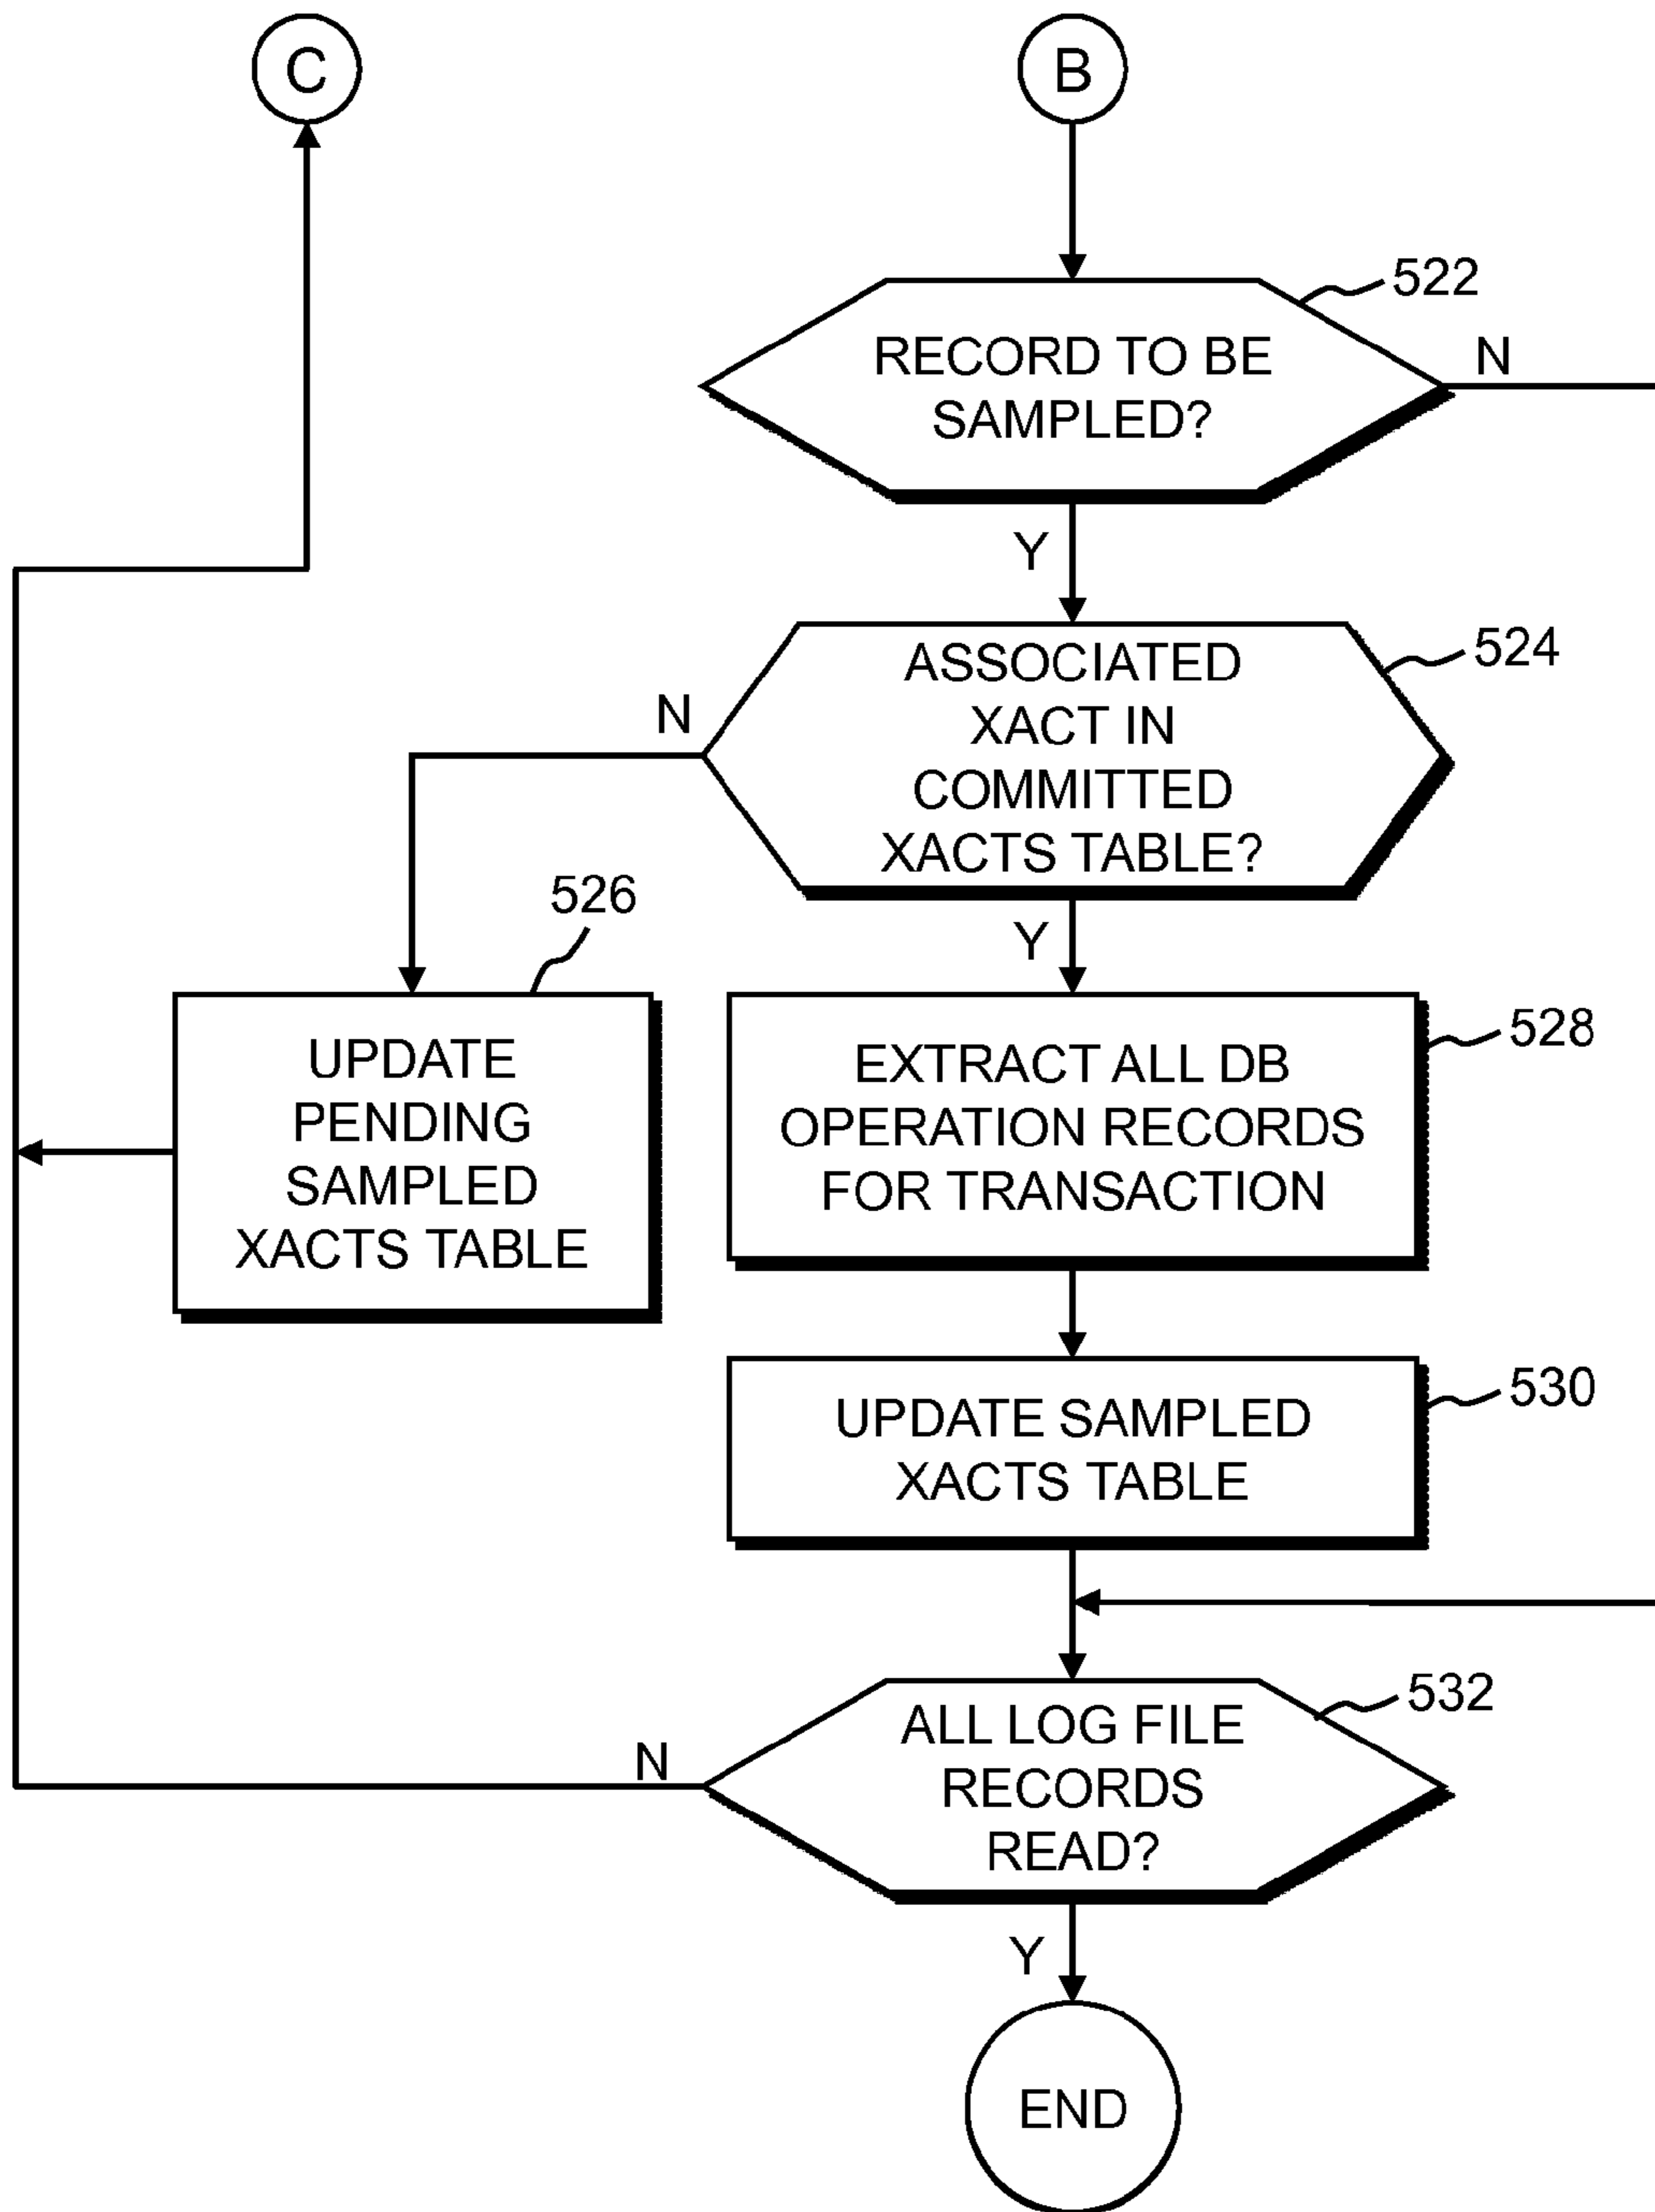 C
B
522
RECORD TO BE
SAMPLED?
N
Y
524
ASSOCIATED
XACT IN
COMMITTED
XACTS TABLE?
N
Y
526
UPDATE
PENDING
SAMPLED
XACTS TABLE
528
EXTRACT ALL DB
OPERATION RECORDS
FOR TRANSACTION
530
UPDATE SAMPLED
XACTS TABLE
532
ALL LOG FILE
RECORDS
READ?
N
Y
END